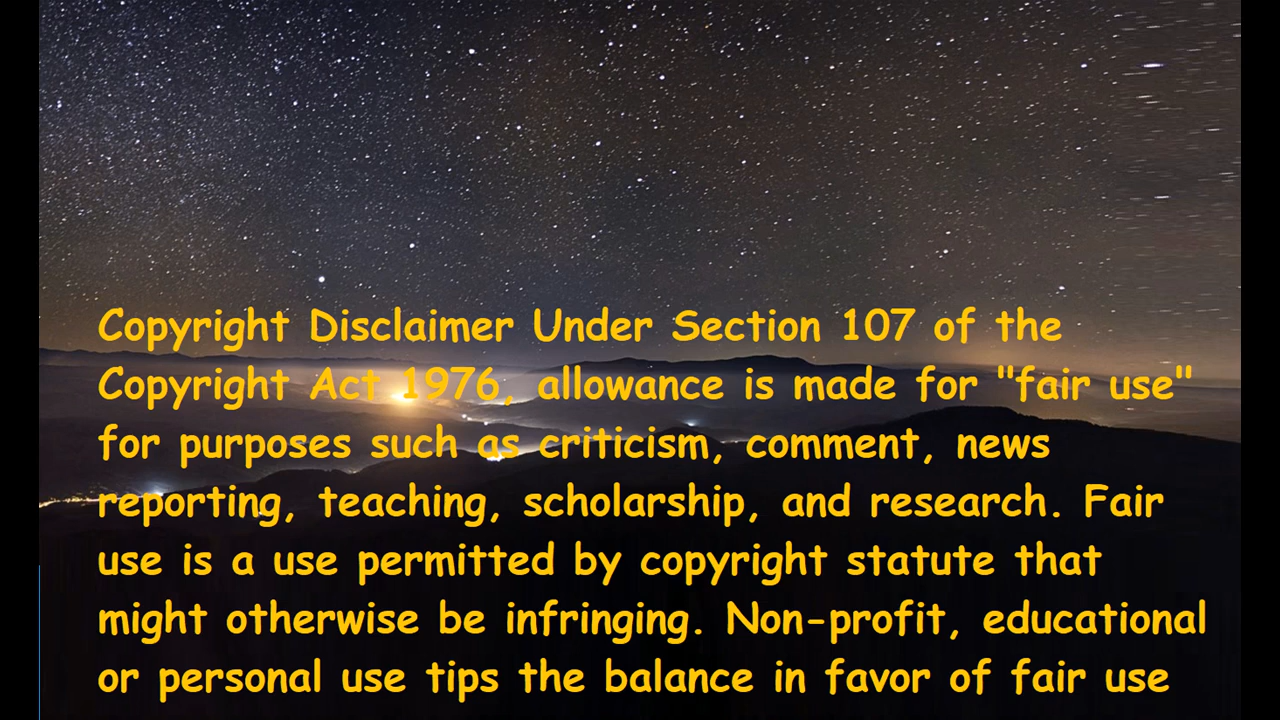 Copyright Disclaimer Under Section 107 of the
Copyright Act 1976, allowance is made for "fair use"
for purposes such as criticism, comment, news
reporting, teaching, scholarship, and research. Fair
use is a use permitted by copyright statute that
might otherwise be infringing. Non-profit, educational
or personal use tips the balance in favor of fair use